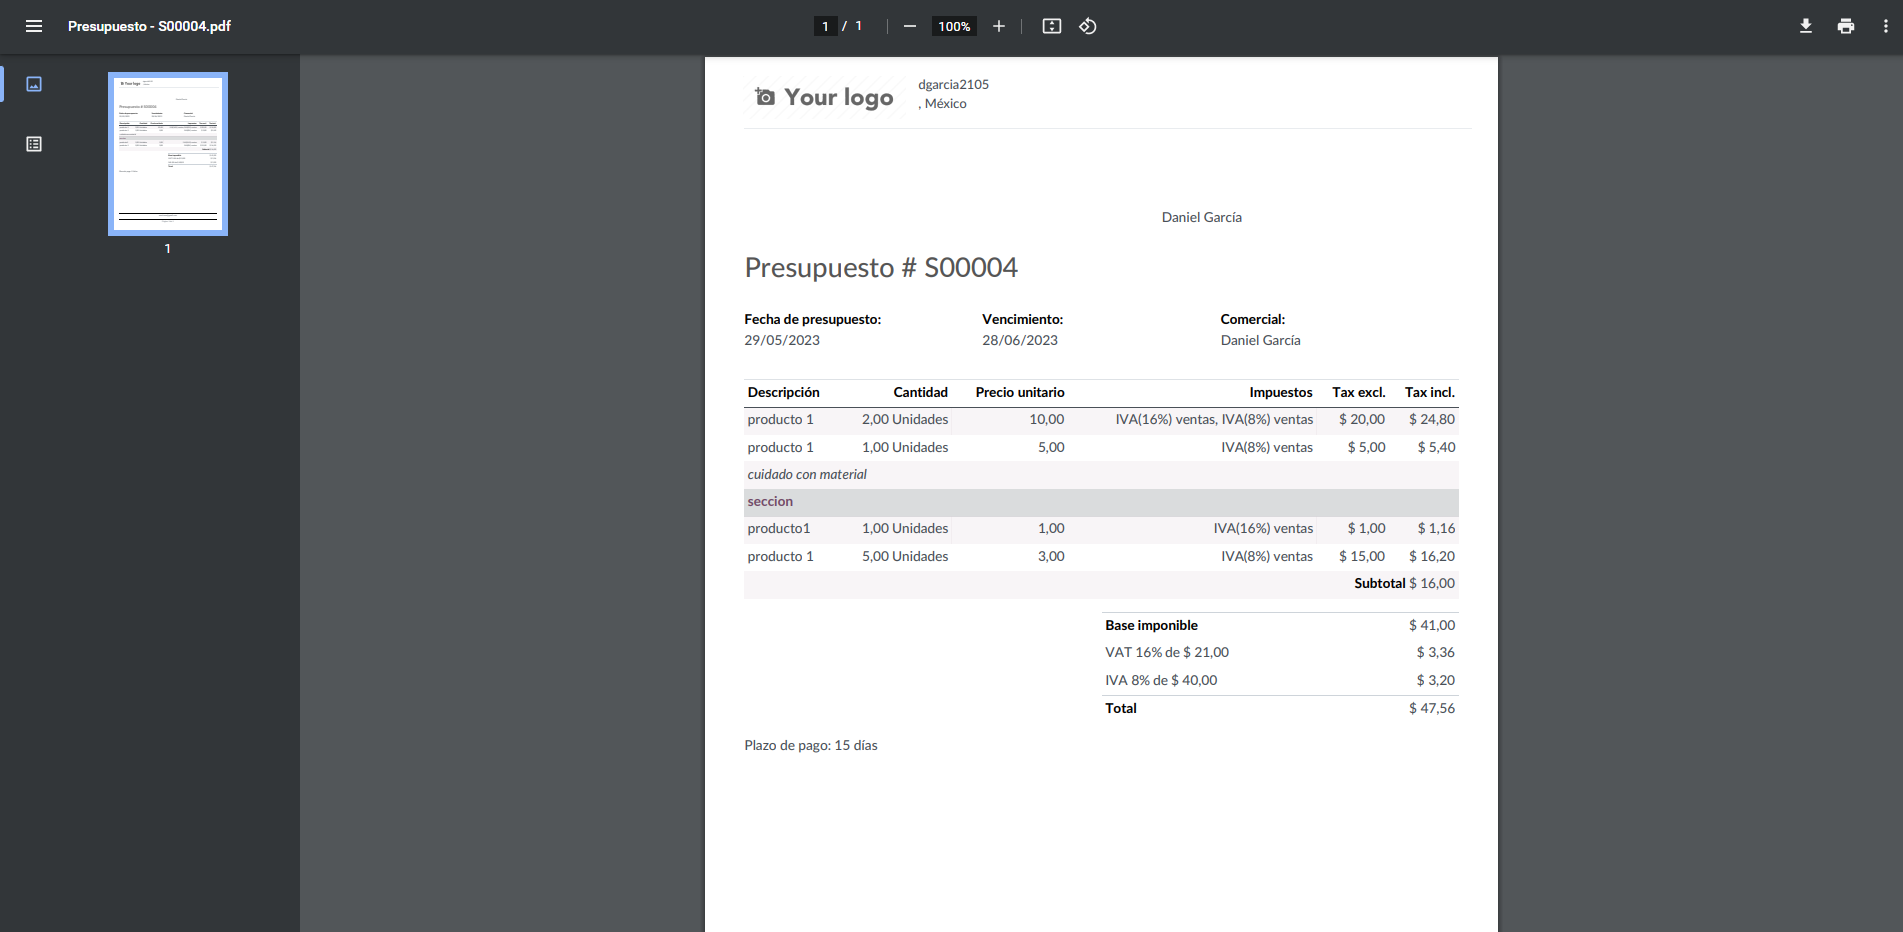 Presupuesto - S00004.pdf
1 / 1
100%
1
Your logo
dgarcia2105
, México
Daniel García
Presupuesto # S00004
Fecha de presupuesto: Vencimiento: Comercial:
29/05/2023 28/06/2023 Daniel García
Descripción Cantidad Precio unitario Impuestos Tax excl. Tax incl.
producto 1 2,00 Unidades 10,00 IVA(16%) ventas, IVA(8%) ventas $ 20,00 $ 24,80
producto 1 1,00 Unidades 5,00 IVA(8%) ventas $ 5,00 $ 5,40
cuidado con material
seccion
producto1 1,00 Unidades 1,00 IVA(16%) ventas $ 1,00 $ 1,16
producto 1 5,00 Unidades 3,00 IVA(8%) ventas $ 15,00 $ 16,20
Subtotal $ 16,00
Base imponible $ 41,00
VAT 16% de $ 21,00 $ 3,36
IVA 8% de $ 40,00 $ 3,20
Total $ 47,56
Plazo de pago: 15 días